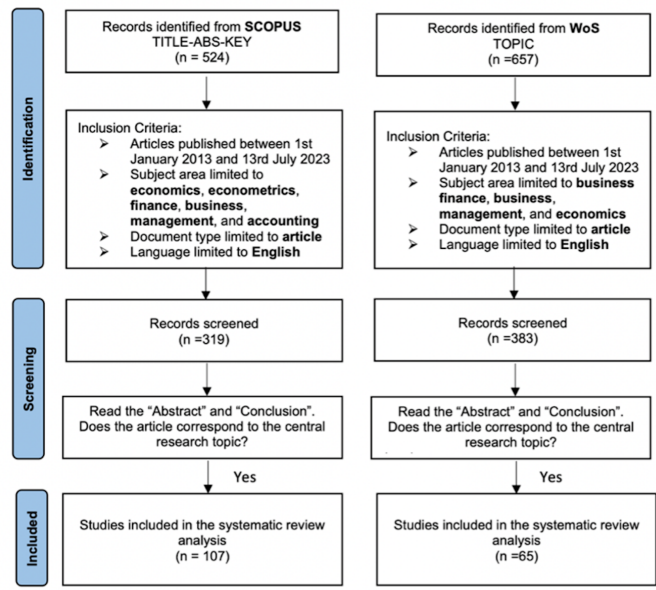 Identification
Records identified from SCOPUS
TITLE-ABS-KEY
(n = 524)
Records identified from WoS
TOPIC
(n =657)
Inclusion Criteria:
➤ Articles published between 1st
January 2013 and 13rd July 2023
➤ Subject area limited to
economics, econometrics,
finance, business,
management, and accounting
➤ Document type limited to article
➤ Language limited to English
Inclusion Criteria:
➤ Articles published between 1st
January 2013 and 13rd July 2023
➤ Subject area limited to business
finance, business,
management, and economics
➤ Document type limited to article
➤ Language limited to English
Screening
Records screened
(n =319)
Records screened
(n =383)
Read the “Abstract” and “Conclusion”.
Does the article correspond to the central
research topic?
Read the “Abstract” and “Conclusion”.
Does the article correspond to the central
research topic?
Yes
Yes
Included
Studies included in the systematic review
analysis
(n = 107)
Studies included in the systematic review
analysis
(n =65)